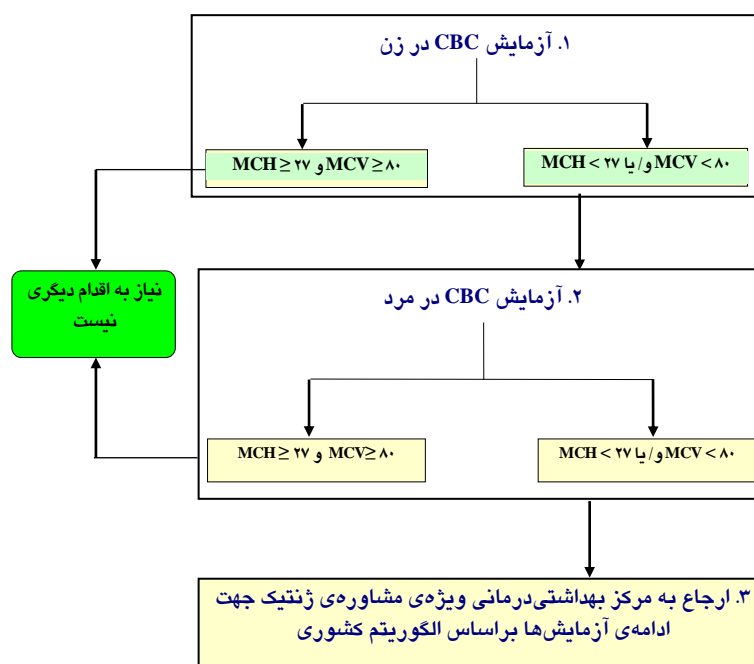 ۱. آزمایش CBC در زن
MCV ≥ ۸۰ و MCH ≥ ۲۷
MCV < ۸۰ و/ یا MCH < ۲۷
نیاز به اقدام دیگری
نیست
۲. آزمایش CBC در مرد
MCV ≥ ۸۰ و MCH ≥ ۲۷
MCV < ۸۰ و/ یا MCH < ۲۷
۳. ارجاع به مرکز بهداشتی‌درمانی ویژه‌ی مشاوره‌ی ژنتیک جهت
ادامه‌ی آزمایش‌ها براساس الگوریتم کشوری